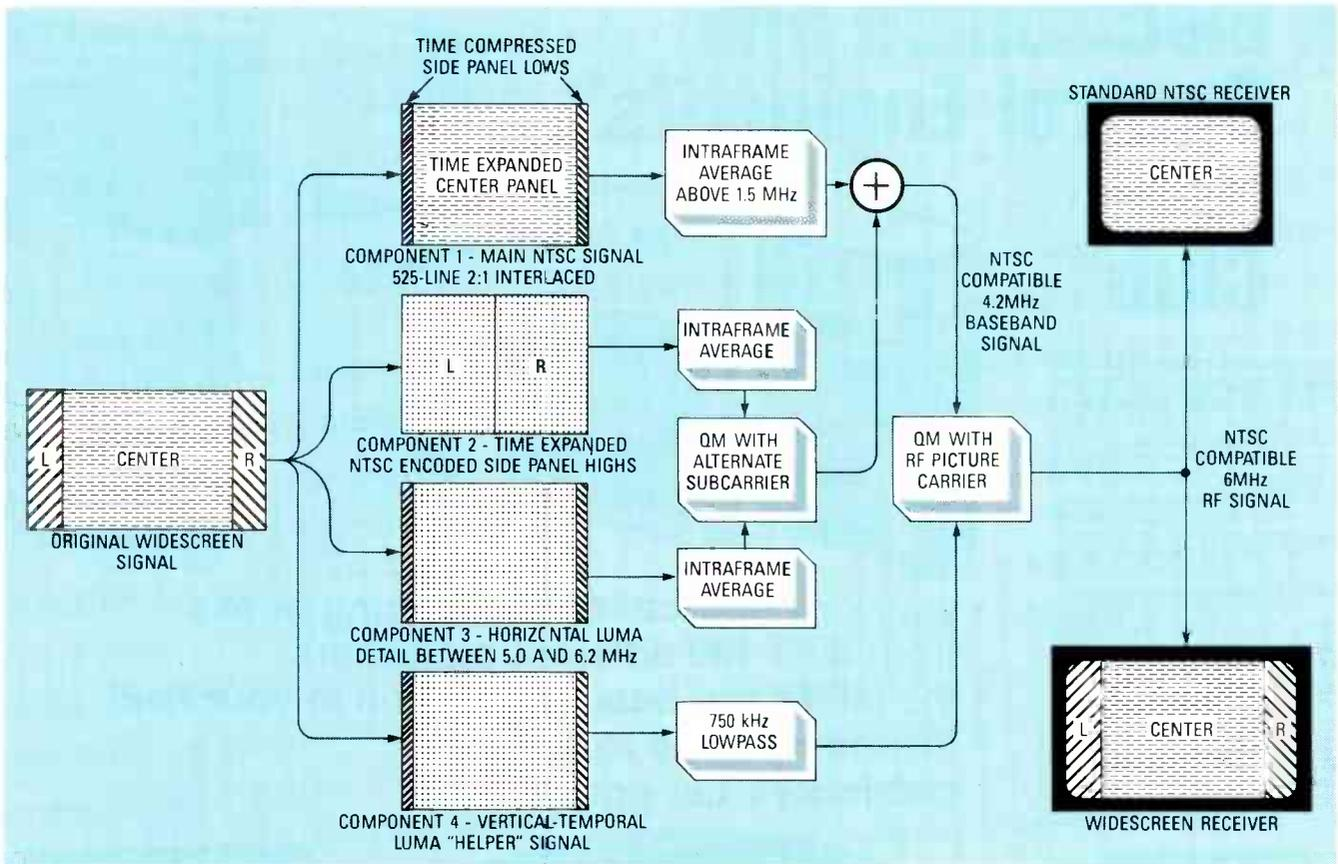 TIME COMPRESSED
SIDE PANEL LOWS
TIME EXPANDED
CENTER PANEL
COMPONENT 1 - MAIN NTSC SIGNAL
525-LINE 2:1 INTERLACED
INTRAFRAME
AVERAGE
ABOVE 1.5 MHz
+
STANDARD NTSC RECEIVER
CENTER
NTSC
COMPATIBLE
4.2MHz
BASEBAND
SIGNAL
L
R
COMPONENT 2 - TIME EXPANDED
NTSC ENCODED SIDE PANEL HIGHS
INTRAFRAME
AVERAGE
L
CENTER
R
ORIGINAL WIDESCREEN
SIGNAL
QM WITH
ALTERNATE
SUBCARRIER
QM WITH
RF PICTURE
CARRIER
NTSC
COMPATIBLE
6MHz
RF SIGNAL
COMPONENT 3 - HORIZONTAL LUMA
DETAIL BETWEEN 5.0 AND 6.2 MHz
INTRAFRAME
AVERAGE
COMPONENT 4 - VERTICAL-TEMPORAL
LUMA "HELPER" SIGNAL
750 kHz
LOWPASS
L
CENTER
R
WIDESCREEN RECEIVER